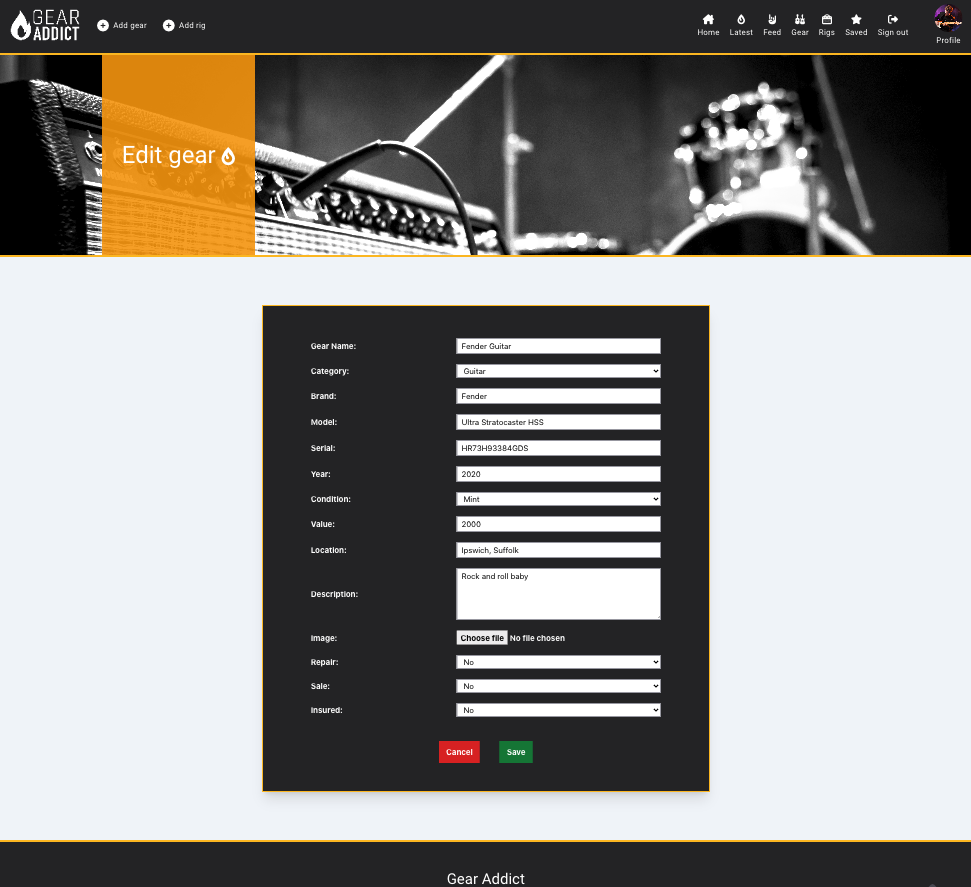 GEAR
ADDICT
Add gear
Add rig
Home
Latest
Feed
Gear
Rigs
Saved
Sign out
Profile
Edit gear
Gear Name: Fender Guitar
Category: Guitar
Brand: Fender
Model: Ultra Stratocaster HSS
Serial: HR73H93384GDS
Year: 2020
Condition: Mint
Value: 2000
Location: Ipswich, Suffolk
Description: Rock and roll baby
Image: Choose file No file chosen
Repair: No
Sale: No
Insured: No
Cancel
Save
Gear Addict